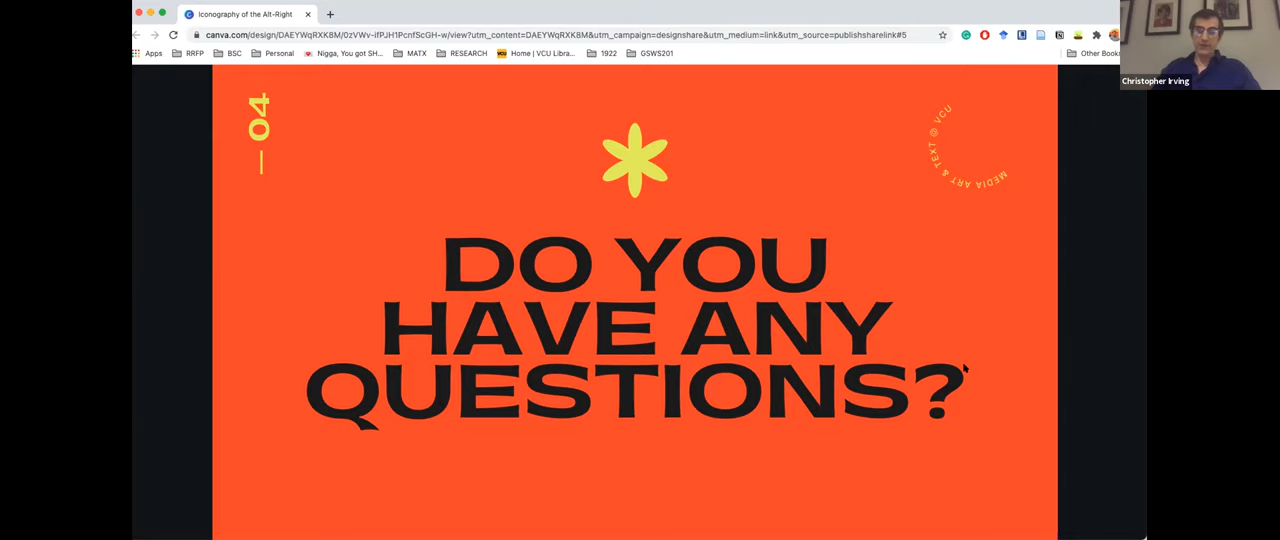 Iconography of the Alt-Right
canva.com/design/DAEYWqRXK8M/0zVWv-ifPJH1PcnfScGH-w/view?utm_content=DAEYWqRXK8M&utm_campaign=designshare&utm_medium=link&utm_source=publishsharelink#5
Apps RRFP BSC Personal Nigga, You got SH... MATX RESEARCH VCU Home | VCU Libra... 1922 GSWS201 Other Book
Christopher Irving
— 04
MEDIA ART & TEXT @ VCU
DO YOU
HAVE ANY
QUESTIONS?